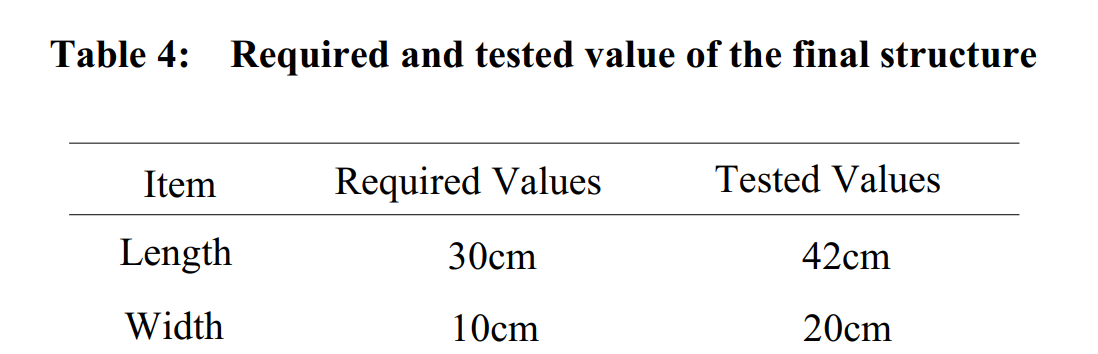 Table 4: Required and tested value of the final structure
Item Required Values Tested Values
Length 30cm 42cm
Width 10cm 20cm